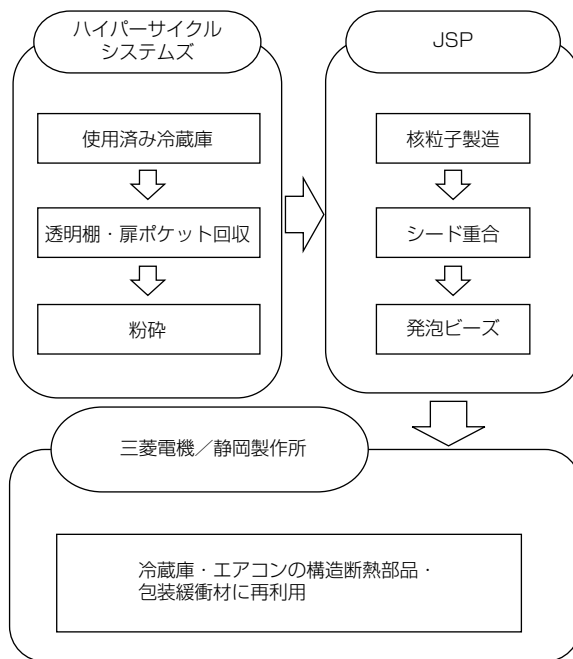 ハイパーサイクル
システムズ
使用済み冷蔵庫
透明棚・扉ポケット回収
粉砕
JSP
核粒子製造
シード重合
発泡ビーズ
三菱電機／静岡製作所
冷蔵庫・エアコンの構造断熱部品・
包装緩衝材に再利用